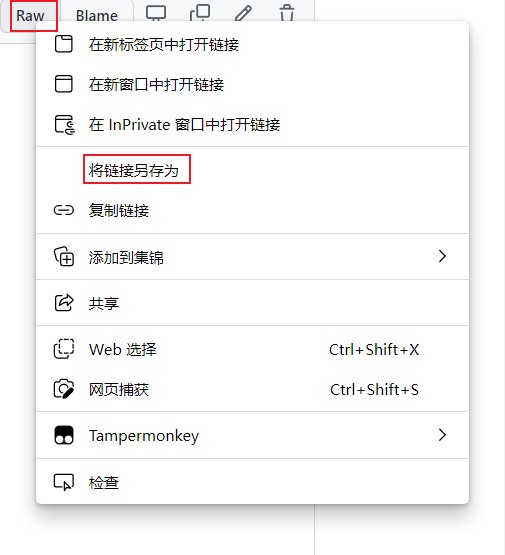 Raw Blame
在新标签页中打开链接
在新窗口中打开链接
在 InPrivate 窗口中打开链接
将链接另存为
复制链接
添加到集锦
共享
Web 选择 Ctrl+Shift+X
网页捕获 Ctrl+Shift+S
Tampermonkey
检查